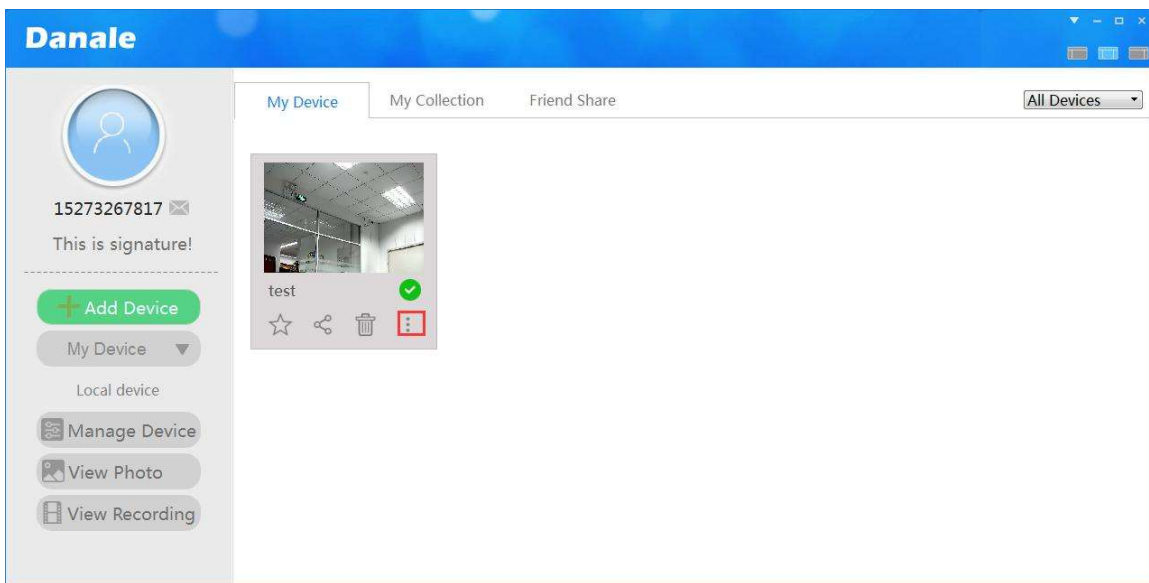 Danale
My Device
My Collection
Friend Share
All Devices
15273267817
This is signature!
test
Add Device
My Device
Local device
Manage Device
View Photo
View Recording